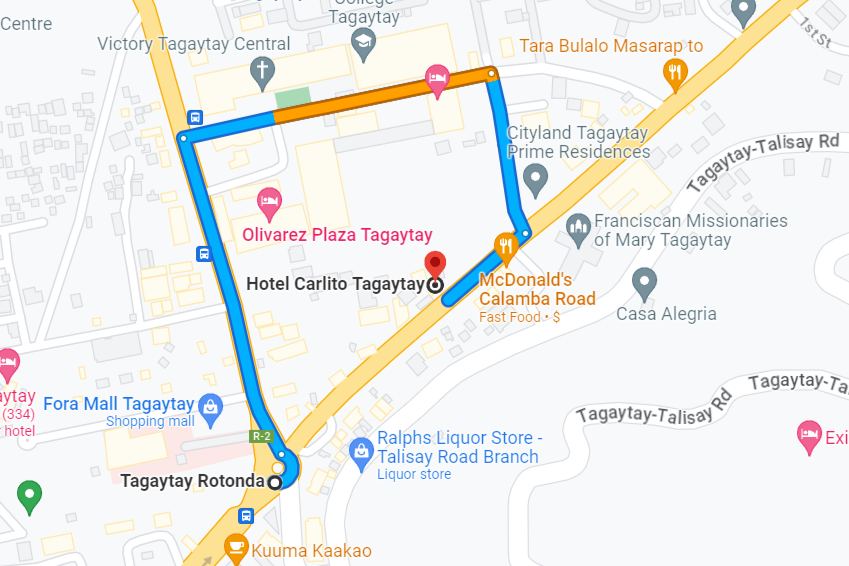 Centre
College
Tagaytay
Victory Tagaytay Central
1st St
Tara Bulalo Masarap to
Cityland Tagaytay
Prime Residences
Tagaytay-Talisay Rd
Olivarez Plaza Tagaytay
Franciscan Missionaries
of Mary Tagaytay
Hotel Carlito Tagaytay
McDonald's
Calamba Road
Fast Food • $
Casa Alegria
aytay
(334)
hotel
Fora Mall Tagaytay
Shopping mall
R-2
Tagaytay-Talisay Rd
Tagaytay-Ta
Ralphs Liquor Store -
Talisay Road Branch
Liquor store
Exi
Tagaytay Rotonda
Kuuma Kaakao